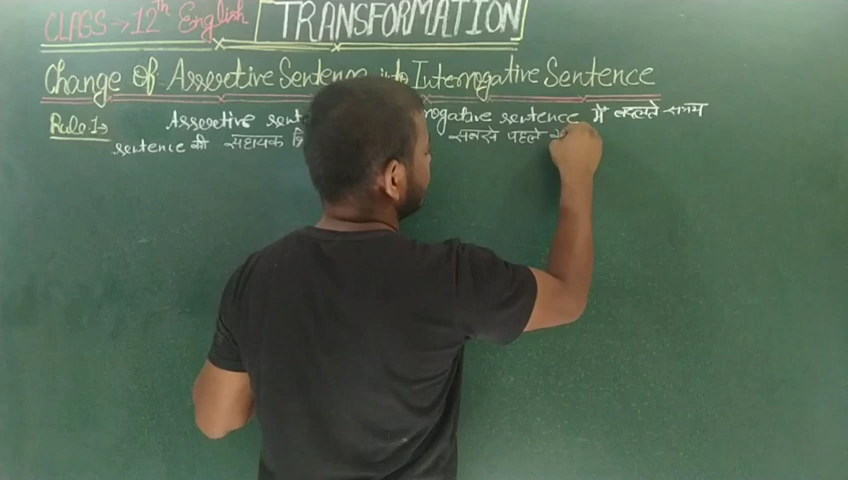 CLASS → 12th English TRANSFORMATION
Change Of Assertive Sentence into Interrogative Sentence
Rule:1→ Assertive rogative sentence में बदलते समय
sentence की सहायक सबसे पहले